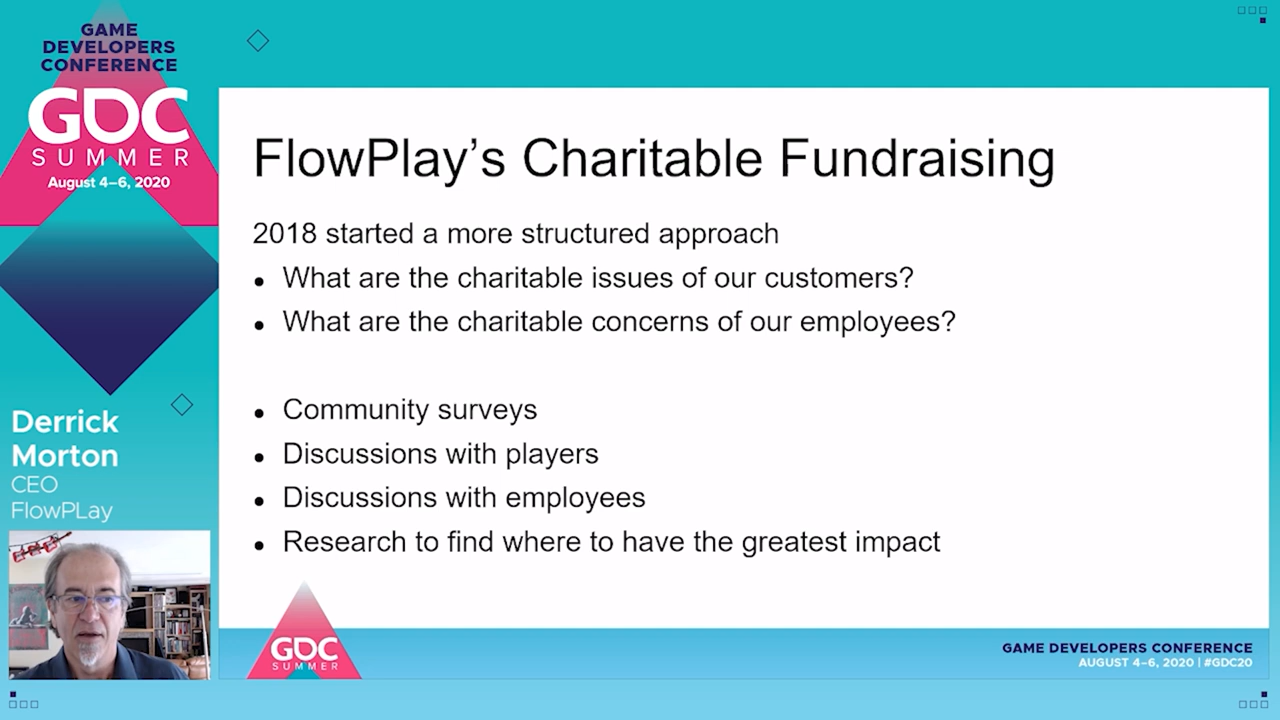 GAME
DEVELOPERS
CONFERENCE
GDC
SUMMER
August 4–6, 2020
Derrick
Morton
CEO
FlowPLay
FlowPlay's Charitable Fundraising
2018 started a more structured approach
• What are the charitable issues of our customers?
• What are the charitable concerns of our employees?
• Community surveys
• Discussions with players
• Discussions with employees
• Research to find where to have the greatest impact
GDC
SUMMER
GAME DEVELOPERS CONFERENCE
AUGUST 4–6, 2020 | #GDC20